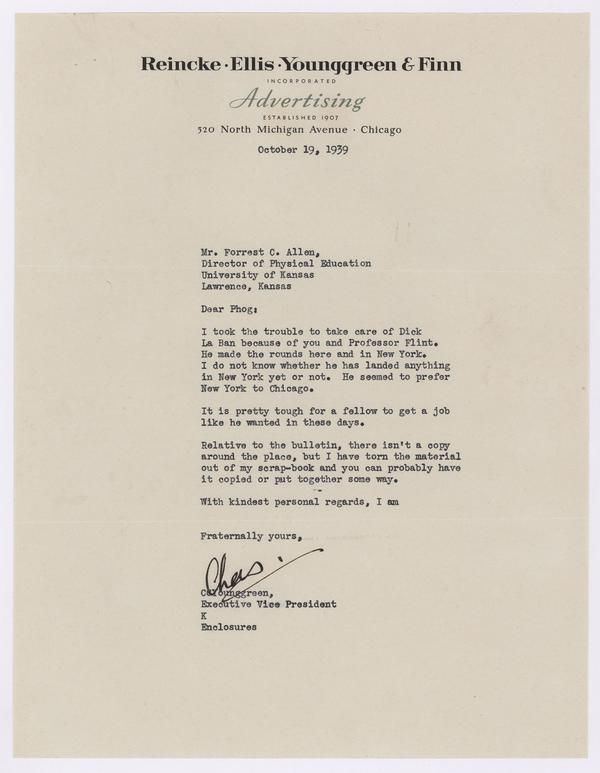 Reincke · Ellis · Younggreen & Finn
INCORPORATED
Advertising
ESTABLISHED 1907
520 North Michigan Avenue · Chicago
October 19, 1939
Mr. Forrest C. Allen,
Director of Physical Education
University of Kansas
Lawrence, Kansas
Dear Phog:
I took the trouble to take care of Dick
La Ban because of you and Professor Flint.
He made the rounds here and in New York.
I do not know whether he has landed anything
in New York yet or not.  He seemed to prefer
New York to Chicago.
It is pretty tough for a fellow to get a job
like he wanted in these days.
Relative to the bulletin, there isn't a copy
around the place, but I have torn the material
out of my scrap-book and you can probably have
it copied or put together some way.
With kindest personal regards, I am
Fraternally yours,
Chas.
CCYounggreen,
Executive Vice President
K
Enclosures